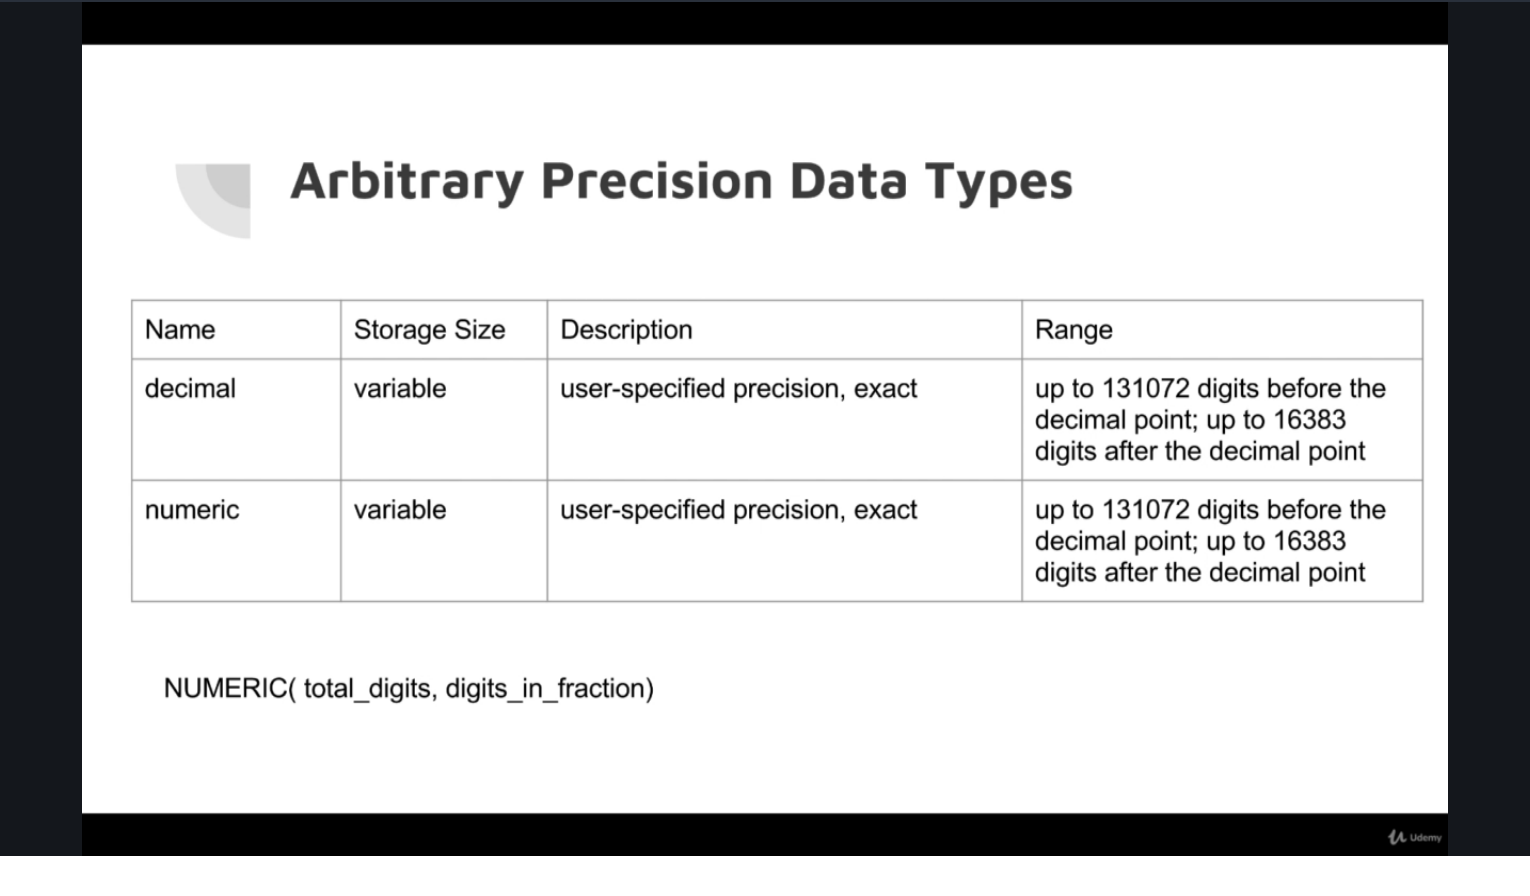 Arbitrary Precision Data Types
Name
Storage Size
Description
Range
decimal
variable
user-specified precision, exact
up to 131072 digits before the
decimal point; up to 16383
digits after the decimal point
numeric
variable
user-specified precision, exact
up to 131072 digits before the
decimal point; up to 16383
digits after the decimal point
NUMERIC( total_digits, digits_in_fraction)
Udemy